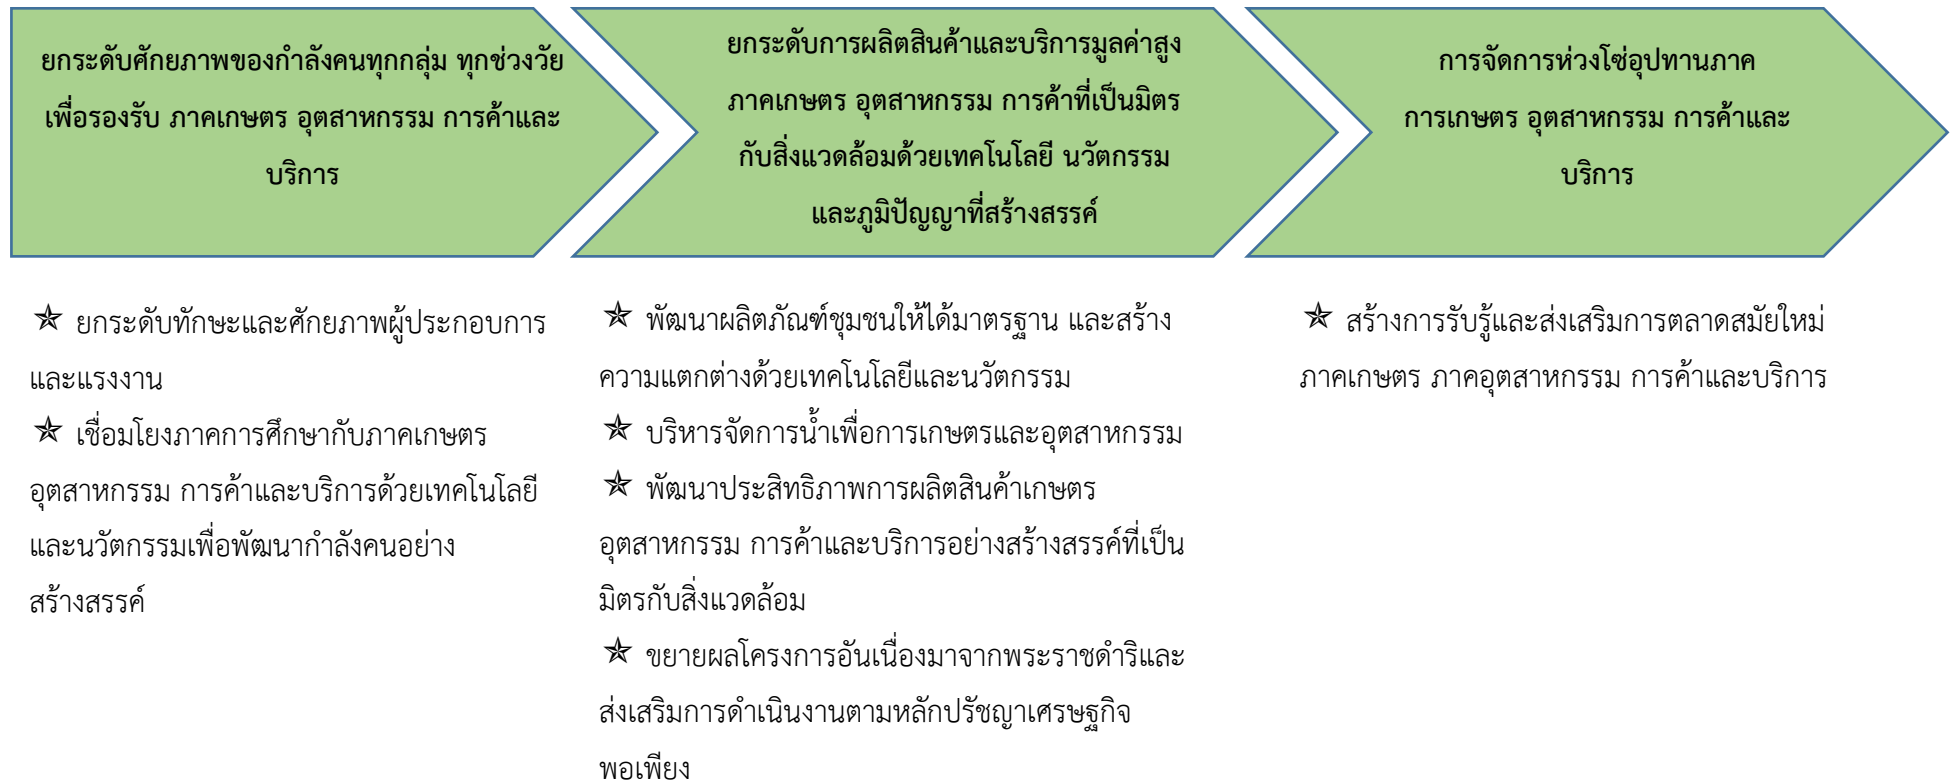 ยกระดับศักยภาพของกำลังคนทุกกลุ่ม ทุกช่วงวัย
เพื่อรองรับ ภาคเกษตร อุตสาหกรรม การค้าและ
บริการ
ยกระดับการผลิตสินค้าและบริการมูลค่าสูง
ภาคเกษตร อุตสาหกรรม การค้าที่เป็นมิตร
กับสิ่งแวดล้อมด้วยเทคโนโลยี นวัตกรรม
และภูมิปัญญาที่สร้างสรรค์
การจัดการห่วงโซ่อุปทานภาค
การเกษตร อุตสาหกรรม การค้าและ
บริการ
✯ ยกระดับทักษะและศักยภาพผู้ประกอบการ
และแรงงาน
✯ เชื่อมโยงภาคการศึกษากับภาคเกษตร
อุตสาหกรรม การค้าและบริการด้วยเทคโนโลยี
และนวัตกรรมเพื่อพัฒนากำลังคนอย่าง
สร้างสรรค์
✯ พัฒนาผลิตภัณฑ์ชุมชนให้ได้มาตรฐาน และสร้าง
ความแตกต่างด้วยเทคโนโลยีและนวัตกรรม
✯ บริหารจัดการน้ำเพื่อการเกษตรและอุตสาหกรรม
✯ พัฒนาประสิทธิภาพการผลิตสินค้าเกษตร
อุตสาหกรรม การค้าและบริการอย่างสร้างสรรค์ที่เป็น
มิตรกับสิ่งแวดล้อม
✯ ขยายผลโครงการอันเนื่องมาจากพระราชดำริและ
ส่งเสริมการดำเนินงานตามหลักปรัชญาเศรษฐกิจ
พอเพียง
✯ สร้างการรับรู้และส่งเสริมการตลาดสมัยใหม่
ภาคเกษตร ภาคอุตสาหกรรม การค้าและบริการ